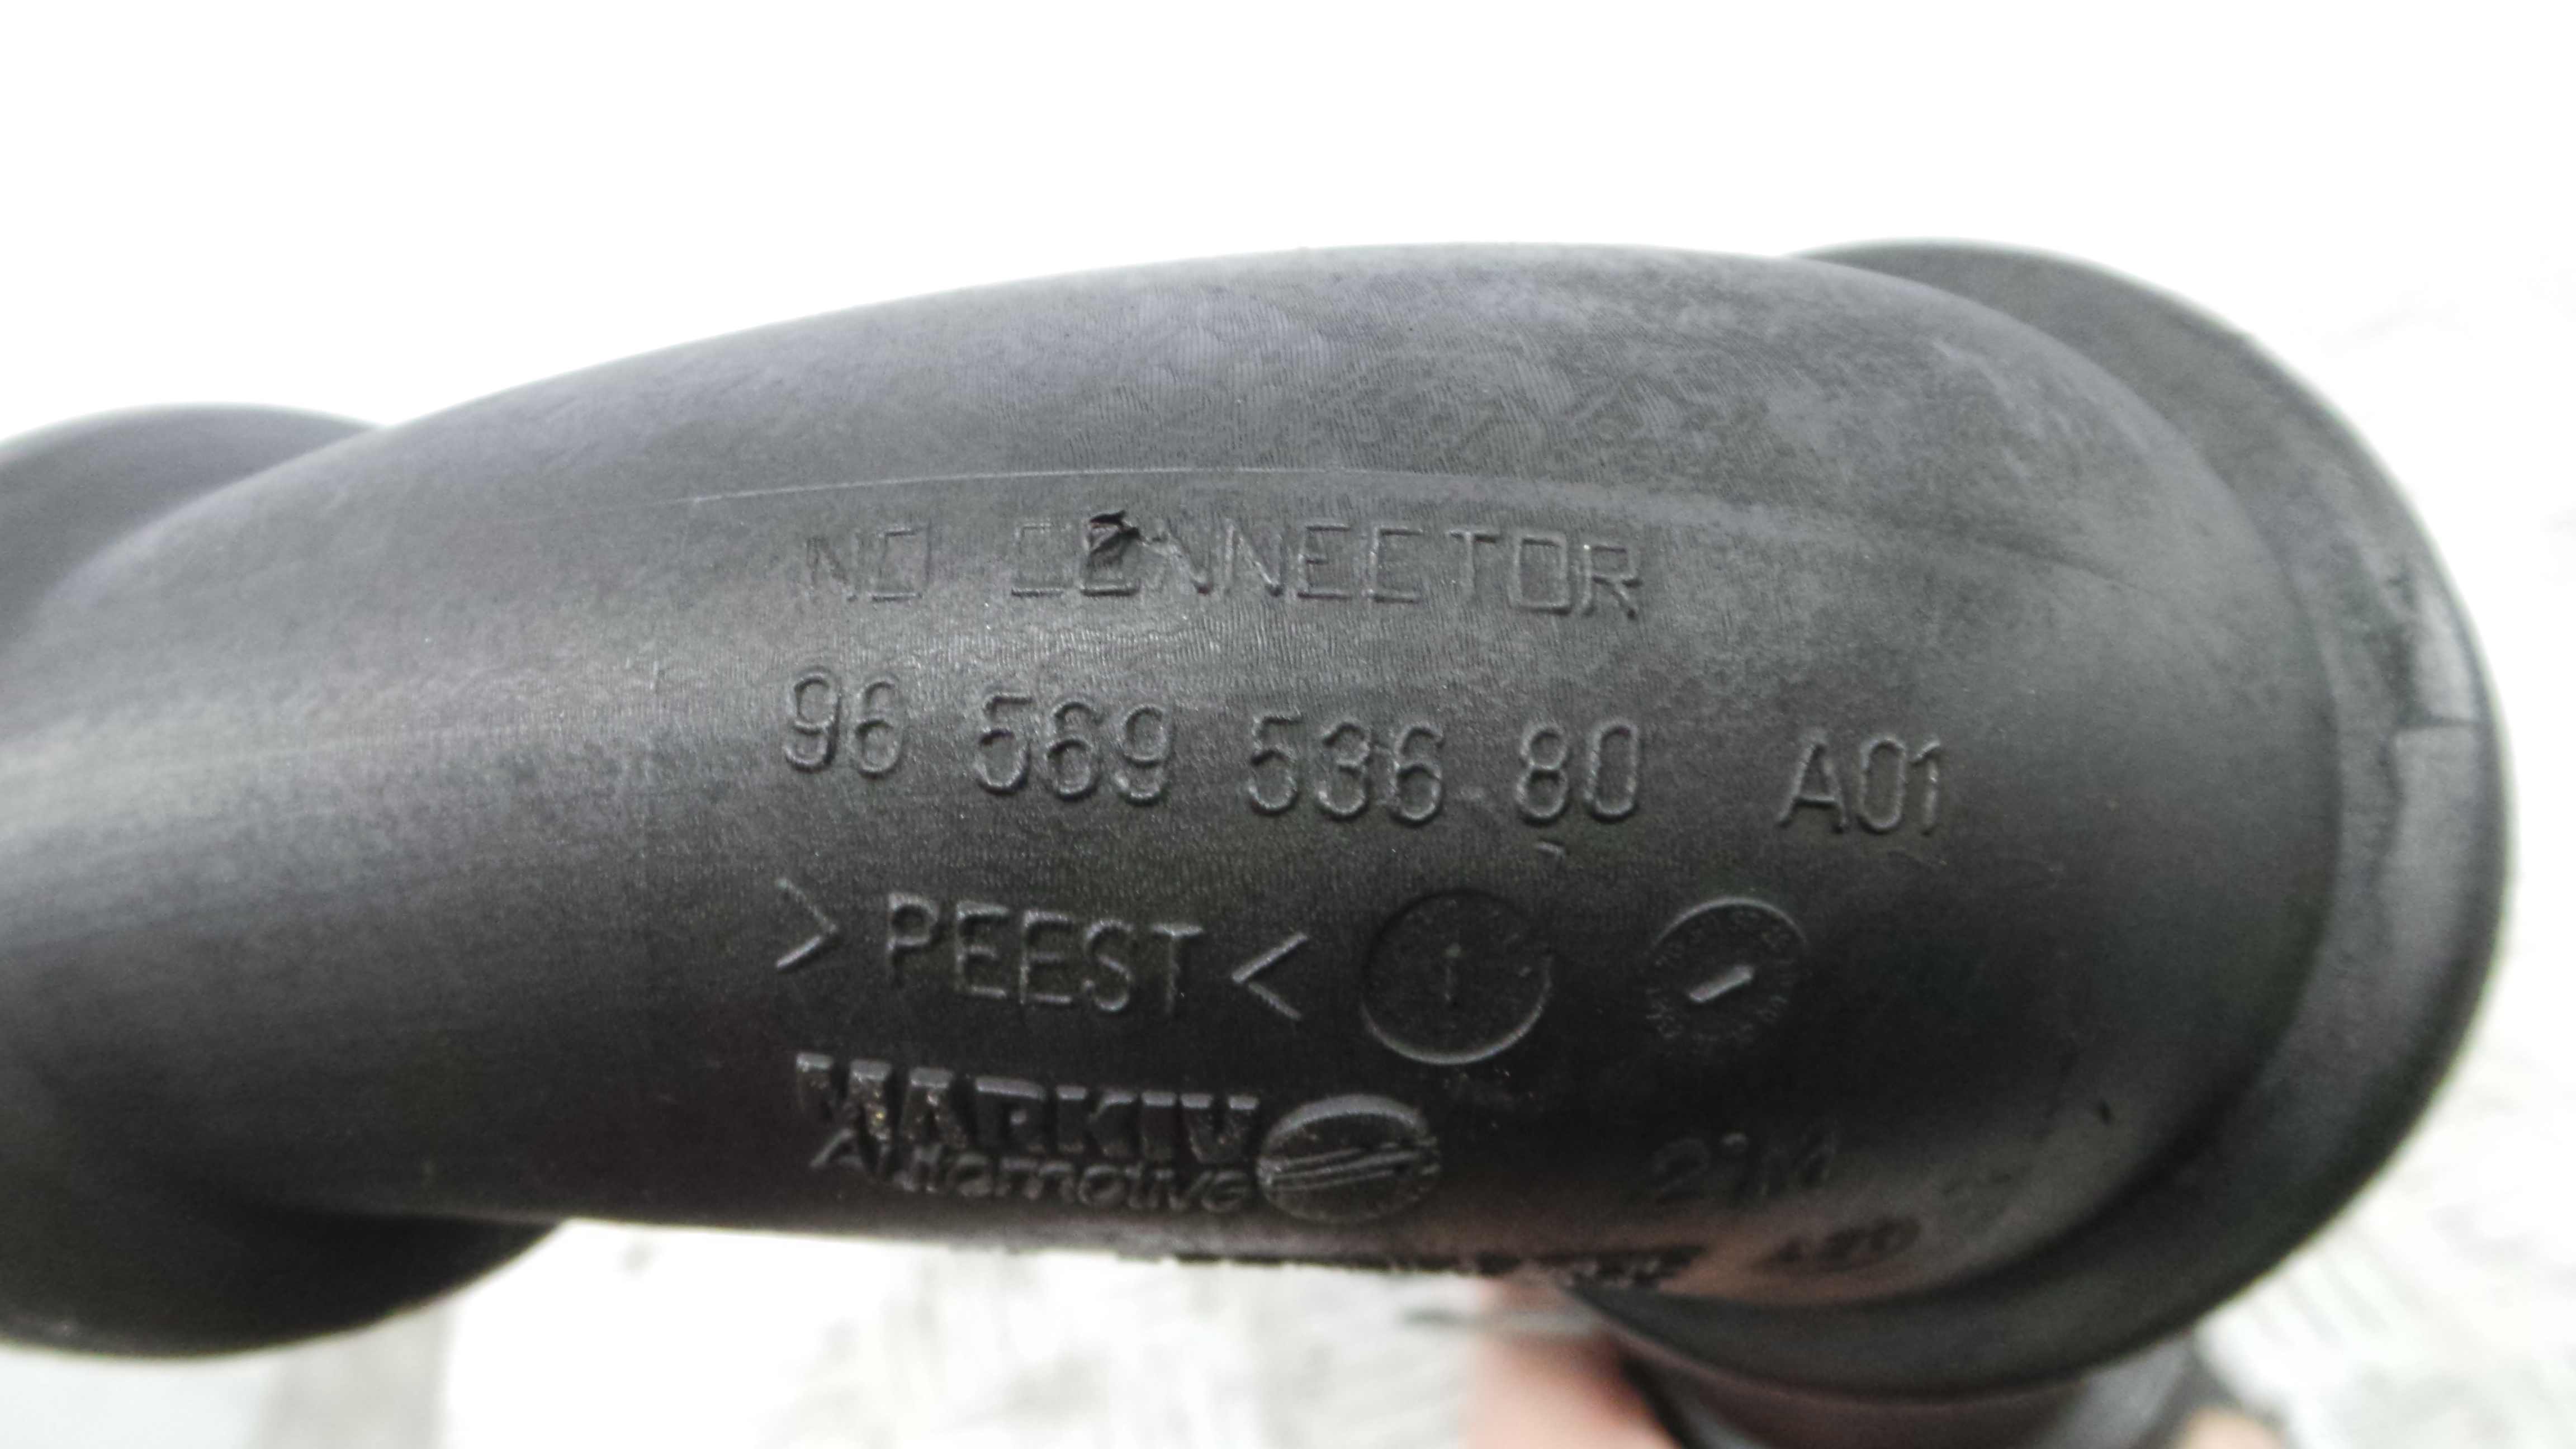 NO CONNECTOR
96 569 536 80 A01
>PEEST<
MARKIV
Automotive